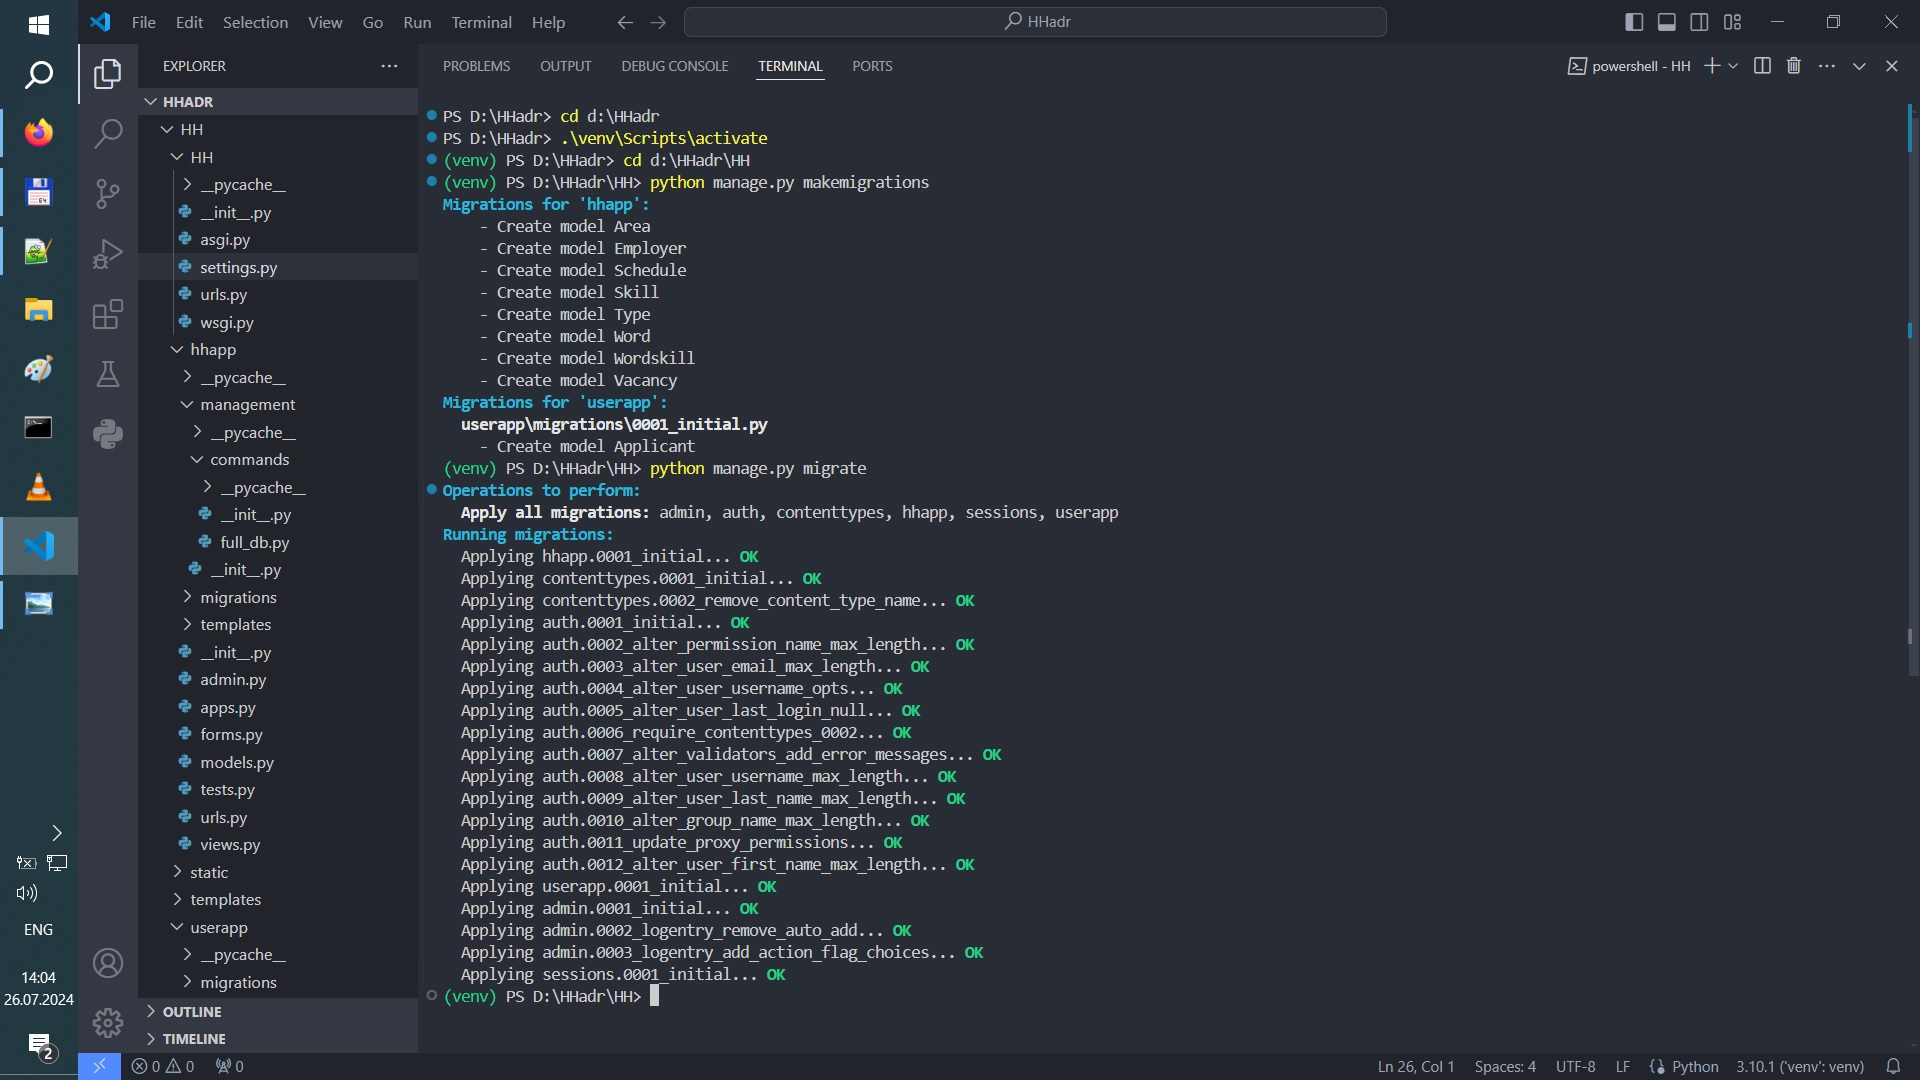 File Edit Selection View Go Run Terminal Help
HHadr
EXPLORER
HHADR
HH
HH
__pycache__
__init__.py
asgi.py
settings.py
urls.py
wsgi.py
hhapp
__pycache__
management
__pycache__
commands
__pycache__
__init__.py
full_db.py
__init__.py
migrations
templates
__init__.py
admin.py
apps.py
forms.py
models.py
tests.py
urls.py
views.py
static
templates
userapp
__pycache__
migrations
OUTLINE
TIMELINE
PROBLEMS OUTPUT DEBUG CONSOLE TERMINAL PORTS
powershell - HH
PS D:\HHadr> cd d:\HHadr
PS D:\HHadr> .\venv\Scripts\activate
(venv) PS D:\HHadr> cd d:\HHadr\HH
(venv) PS D:\HHadr\HH> python manage.py makemigrations
Migrations for 'hhapp':
- Create model Area
- Create model Employer
- Create model Schedule
- Create model Skill
- Create model Type
- Create model Word
- Create model Wordskill
- Create model Vacancy
Migrations for 'userapp':
userapp\migrations\0001_initial.py
- Create model Applicant
(venv) PS D:\HHadr\HH> python manage.py migrate
Operations to perform:
Apply all migrations: admin, auth, contenttypes, hhapp, sessions, userapp
Running migrations:
Applying hhapp.0001_initial... OK
Applying contenttypes.0001_initial... OK
Applying contenttypes.0002_remove_content_type_name... OK
Applying auth.0001_initial... OK
Applying auth.0002_alter_permission_name_max_length... OK
Applying auth.0003_alter_user_email_max_length... OK
Applying auth.0004_alter_user_username_opts... OK
Applying auth.0005_alter_user_last_login_null... OK
Applying auth.0006_require_contenttypes_0002... OK
Applying auth.0007_alter_validators_add_error_messages... OK
Applying auth.0008_alter_user_username_max_length... OK
Applying auth.0009_alter_user_last_name_max_length... OK
Applying auth.0010_alter_group_name_max_length... OK
Applying auth.0011_update_proxy_permissions... OK
Applying auth.0012_alter_user_first_name_max_length... OK
Applying userapp.0001_initial... OK
Applying admin.0001_initial... OK
Applying admin.0002_logentry_remove_auto_add... OK
Applying admin.0003_logentry_add_action_flag_choices... OK
Applying sessions.0001_initial... OK
(venv) PS D:\HHadr\HH>
ENG
14:04
26.07.2024
2
0 0 0
Ln 26, Col 1 Spaces: 4 UTF-8 LF Python 3.10.1 ('venv': venv)